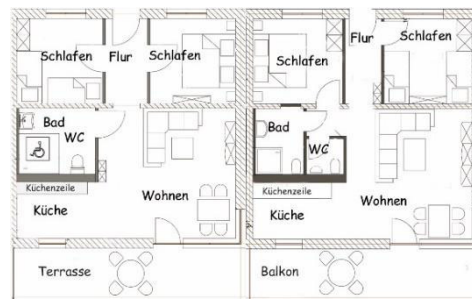 Schlafen Flur Schlafen
Bad
WC
Küchenzeile
Küche
Wohnen
Terrasse
Schlafen Flur Schlafen
Bad
WC
Küchenzeile
Küche
Wohnen
Balkon